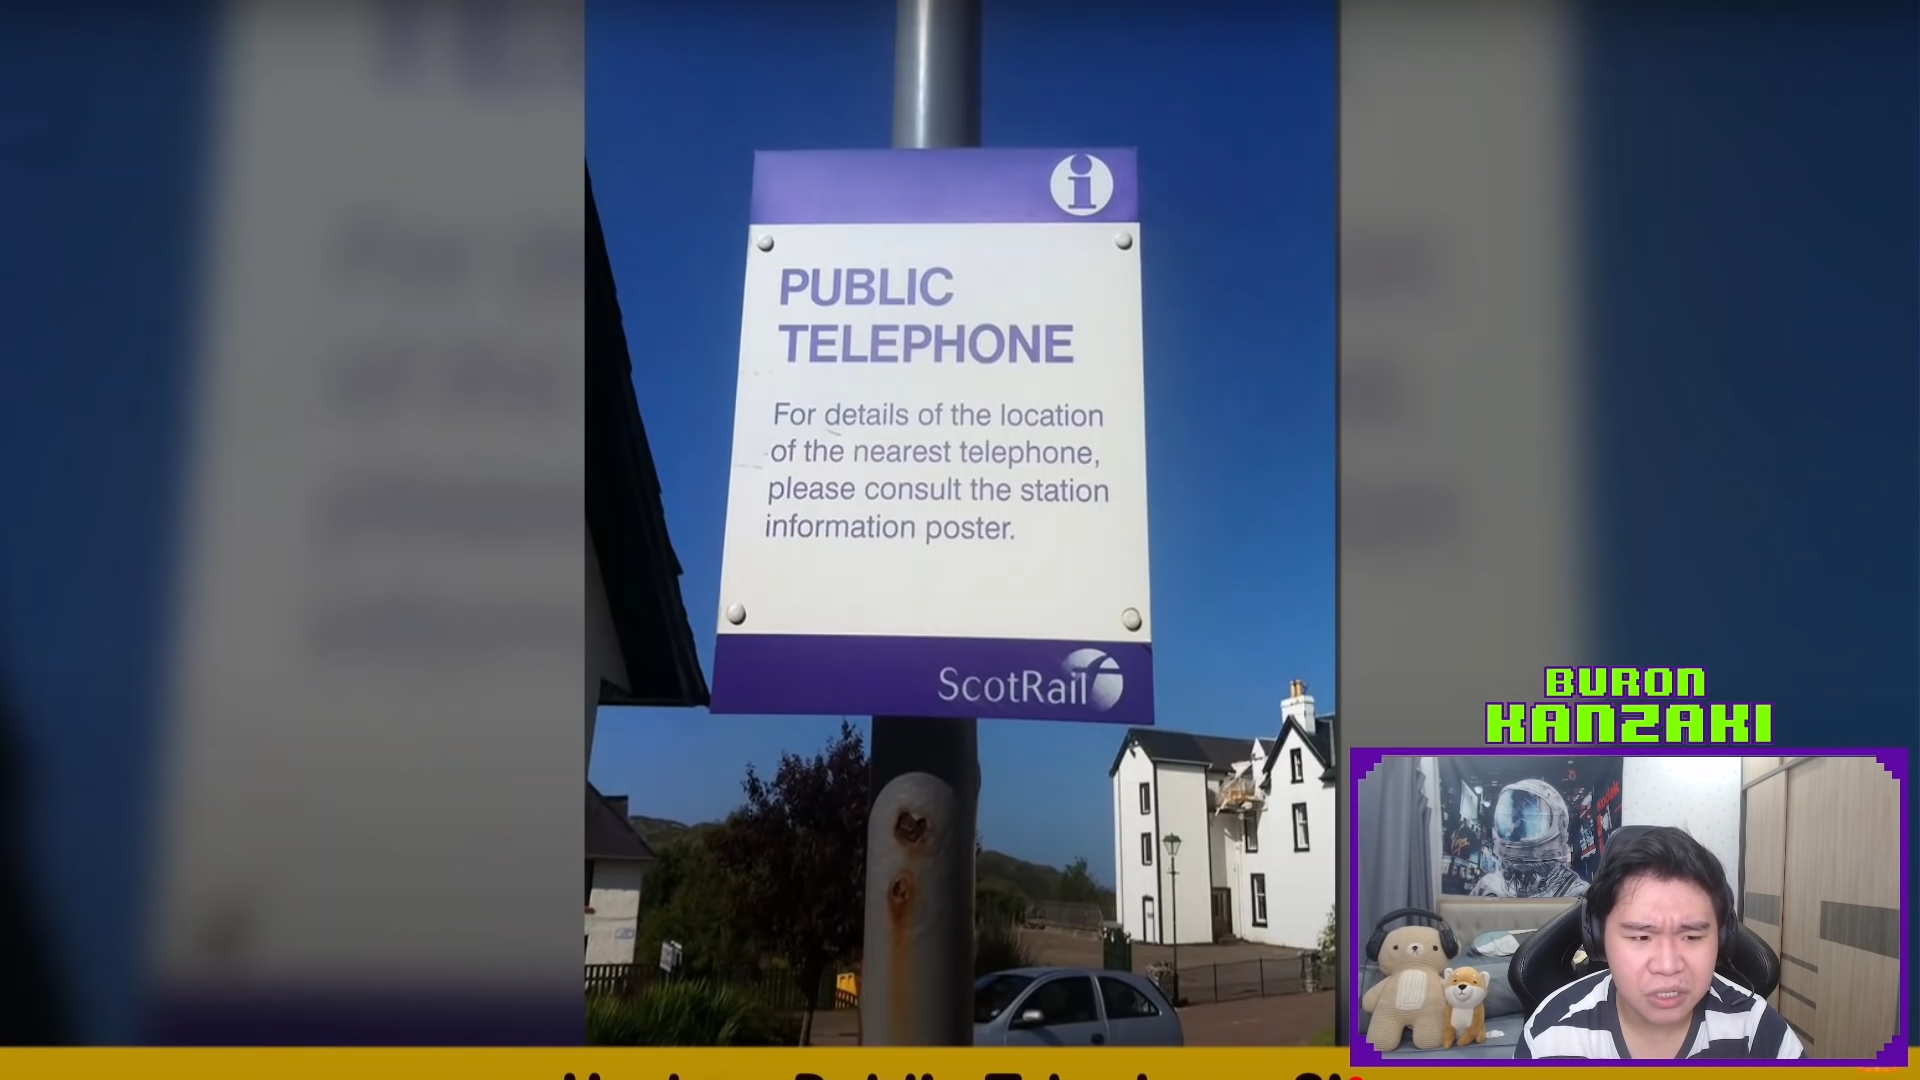 PUBLIC
TELEPHONE
For details of the location
of the nearest telephone,
please consult the station
information poster.
ScotRail
BURON
KANZAKI